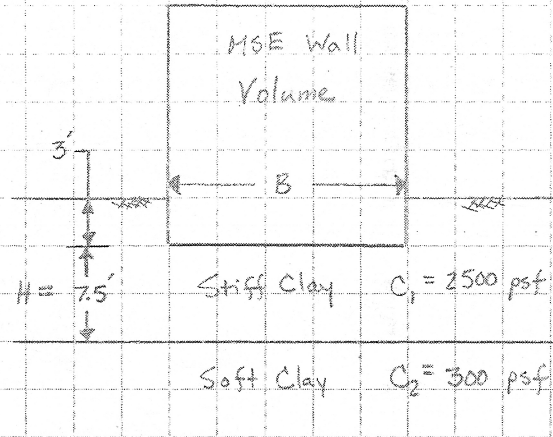 MSE Wall
Volume
3'
B
H = 7.5'
Stiff Clay C₁ = 2500 psf
Soft Clay C₂ = 300 psf